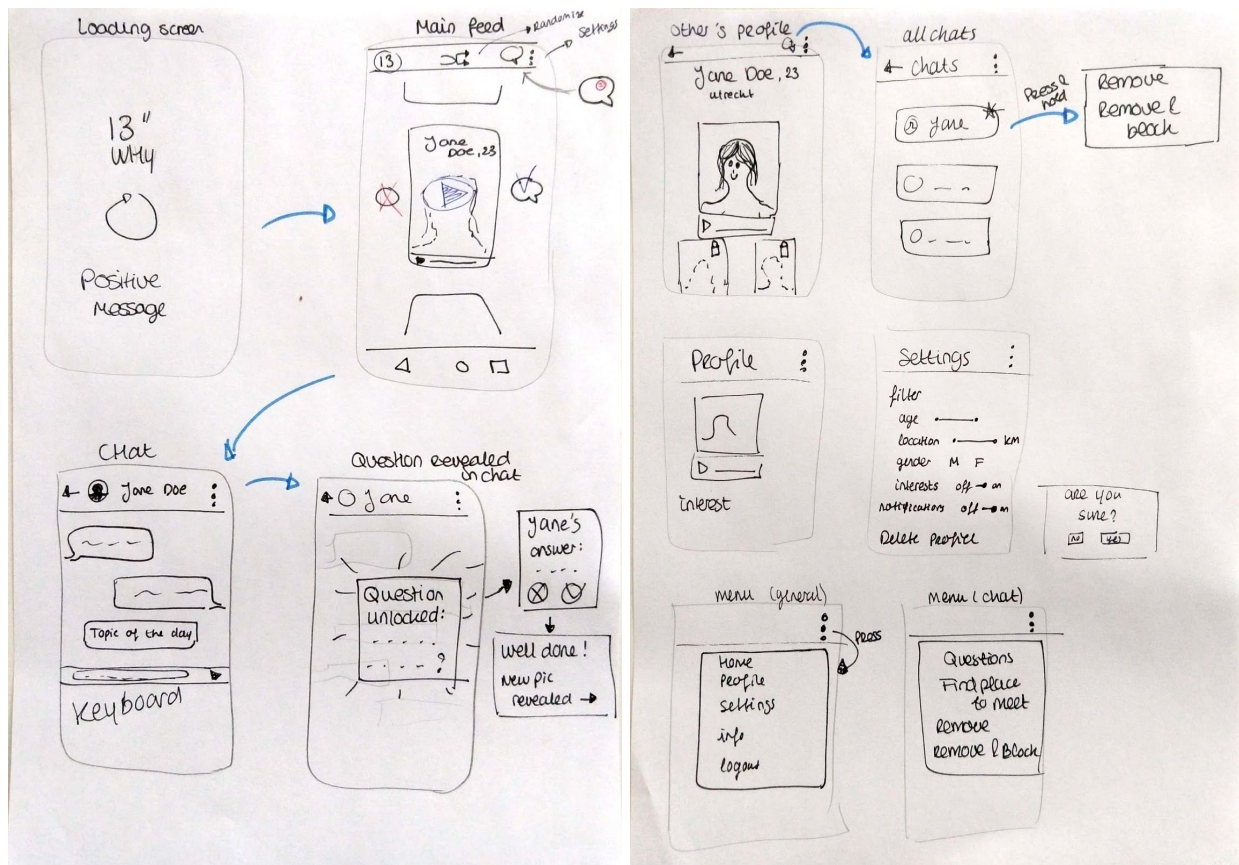 Loading screen
13"
Why
Positive
Message
Main feed
Randomize
Settings
13
Jane
Doe, 23
Chat
Jane Doe
Topic of the day
Keyboard
Question revealed
in chat
Jane
Question
unlocked:
?
Jane's
answer:
Well done!
New pic
revealed →
Other's profile
Jane Doe, 23
Utrecht
all chats
← Chats
Jane
Press &
hold
Remove
Remove &
block
Profile
interest
Settings
filter
age
location km
gender M F
interests off on
notifications off on
Delete Profile
are you
sure?
no yes
menu (general)
Press
Home
Profile
Settings
info
logout
menu (chat)
Questions
Find place
to meet
Remove
Remove & Block